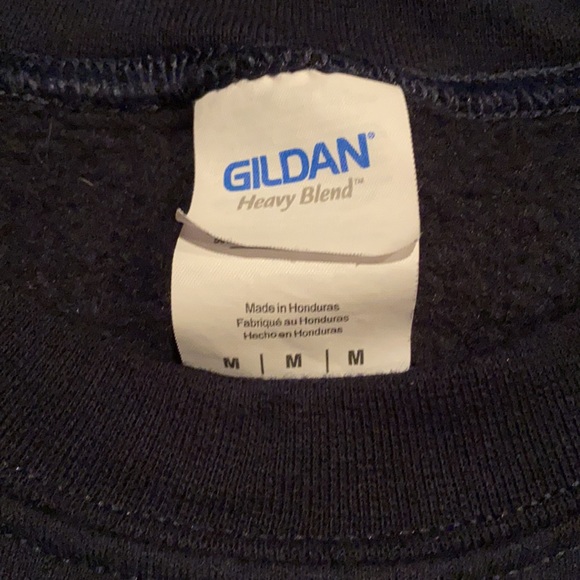 GILDAN®
Heavy Blend™
Made in Honduras
Fabriqué au Honduras
Hecho en Honduras
M | M | M